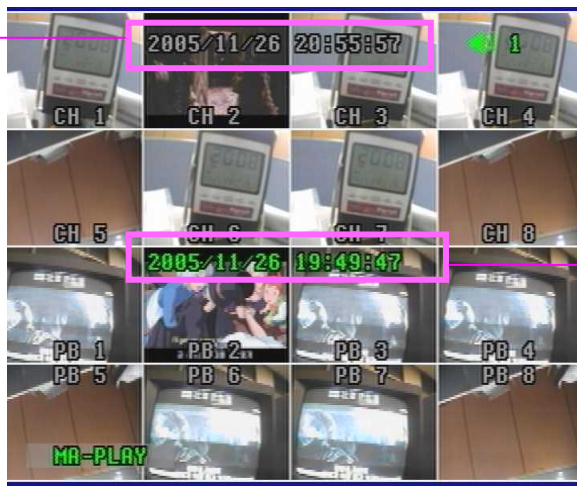 2005/11/26 20:55:57 1
CH 1 CH 2 CH 3 CH 4
CH 5 CH 6 CH 7 CH 8
2005/11/26 19:49:47
PB 1 PB 2 PB 3 PB 4
PB 5 PB 6 PB 7 PB 8
MA-PLAY